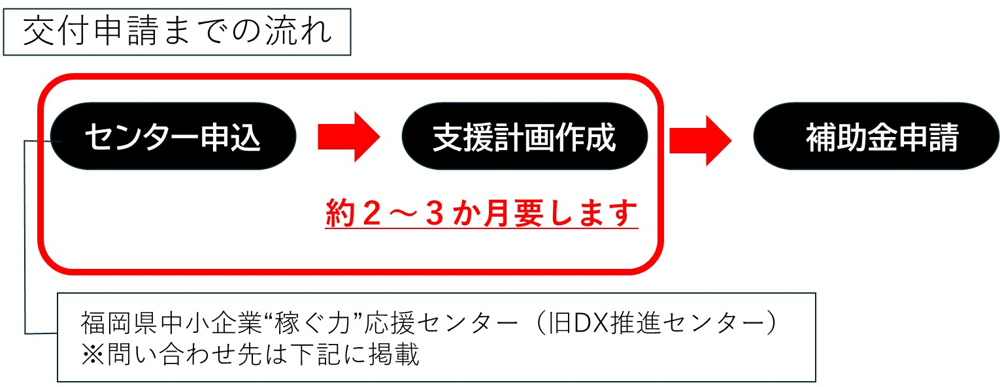 交付申請までの流れ
センター申込
支援計画作成
補助金申請
約２～３か月要します
福岡県中小企業“稼ぐ力”応援センター（旧DX推進センター）
※問い合わせ先は下記に掲載